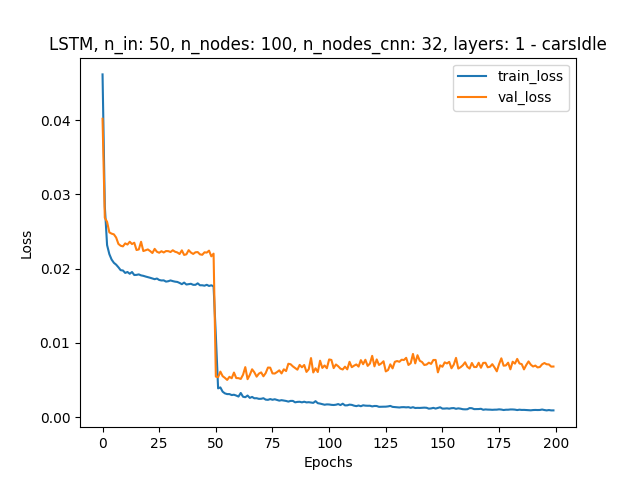 LSTM, n_in: 50, n_nodes: 100, n_nodes_cnn: 32, layers: 1 - carsIdle
train_loss
val_loss
0.04
0.03
0.02
0.01
0.00
Loss
0 25 50 75 100 125 150 175 200
Epochs